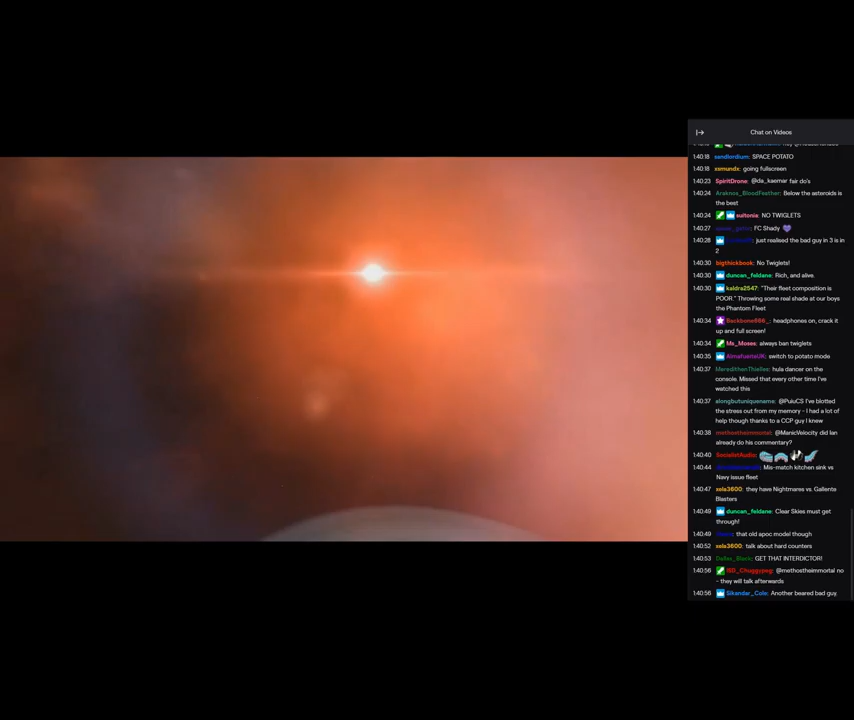 Chat on Videos
1:40:18 sandlordium: SPACE POTATO
1:40:18 xxmundx: going fullscreen
1:40:23 SpiritDrone: @da_kaemar fair do's
1:40:24 Araknos_BloodFeather: Below the asteroids is
the best
1:40:24 suitonia: NO TWIGLETS
1:40:27 FC Shady
1:40:28 just realised the bad guy in 3 is in
2
1:40:30 bigthickbook: No Twiglets!
1:40:30 duncan_feldane: Rich, and alive.
1:40:30 kaldra2547: "Their fleet composition is
POOR." Throwing some real shade at our boys
the Phantom Fleet
1:40:34 headphones on, crack it
up and full screen!
1:40:34 Ms_Moses: always ban twiglets
1:40:35 AlmafuerteUK: switch to potato mode
1:40:37 MeredithanThielles: hula dancer on the
console. Missed that every other time I've
watched this
1:40:37 alongbutuniquename: @PuiuCS I've blotted
the stress out from my memory - I had a lot of
help though thanks to a CCP guy I knew
1:40:38 methostheimmortal: @ManicVelocity did Ian
already do his commentary?
1:40:40 SocialistAudio:
1:40:44 Mis-match kitchen sink vs
Navy issue fleet
1:40:47 xela3600: they have Nightmares vs. Gallente
Blasters
1:40:49 duncan_feldane: Clear Skies must get
through!
1:40:49 that old apoc model though
1:40:52 xela3600: talk about hard counters
1:40:53 Dallas_Black: GET THAT INTERDICTOR!
1:40:56 ISD_Chuggypeg: @methostheimmortal no
- they will talk afterwards
1:40:56 Sikandar_Cole: Another beared bad guy.